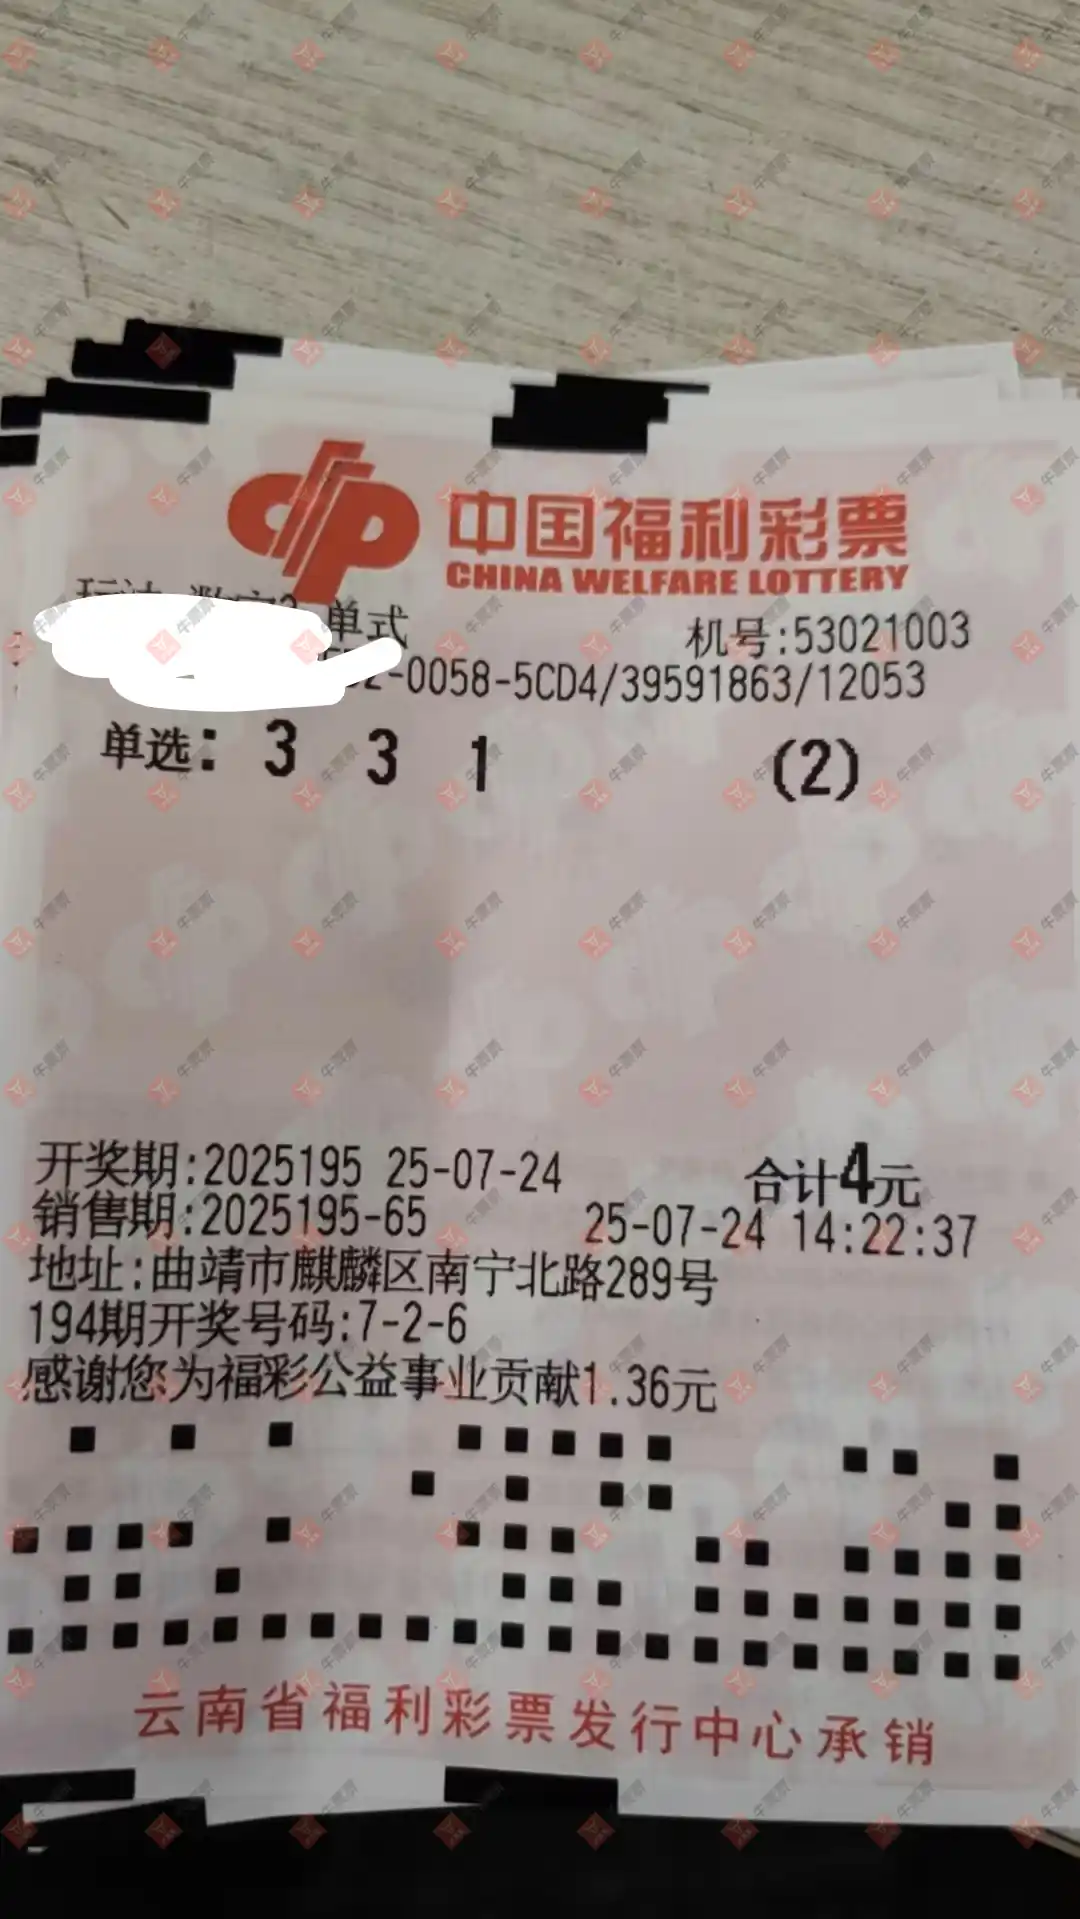 中国福利彩票
CHINA WELFARE LOTTERY
单式
机号:53021003
-0058-5CD4/39591863/12053
单选: 3 3 1 (2)
开奖期:2025195 25-07-24 合计4元
销售期:2025195-65 25-07-24 14:22:37
地址:曲靖市麒麟区南宁北路289号
194期开奖号码:7-2-6
感谢您为福彩公益事业贡献1.36元
云南省福利彩票发行中心承销
牛票票